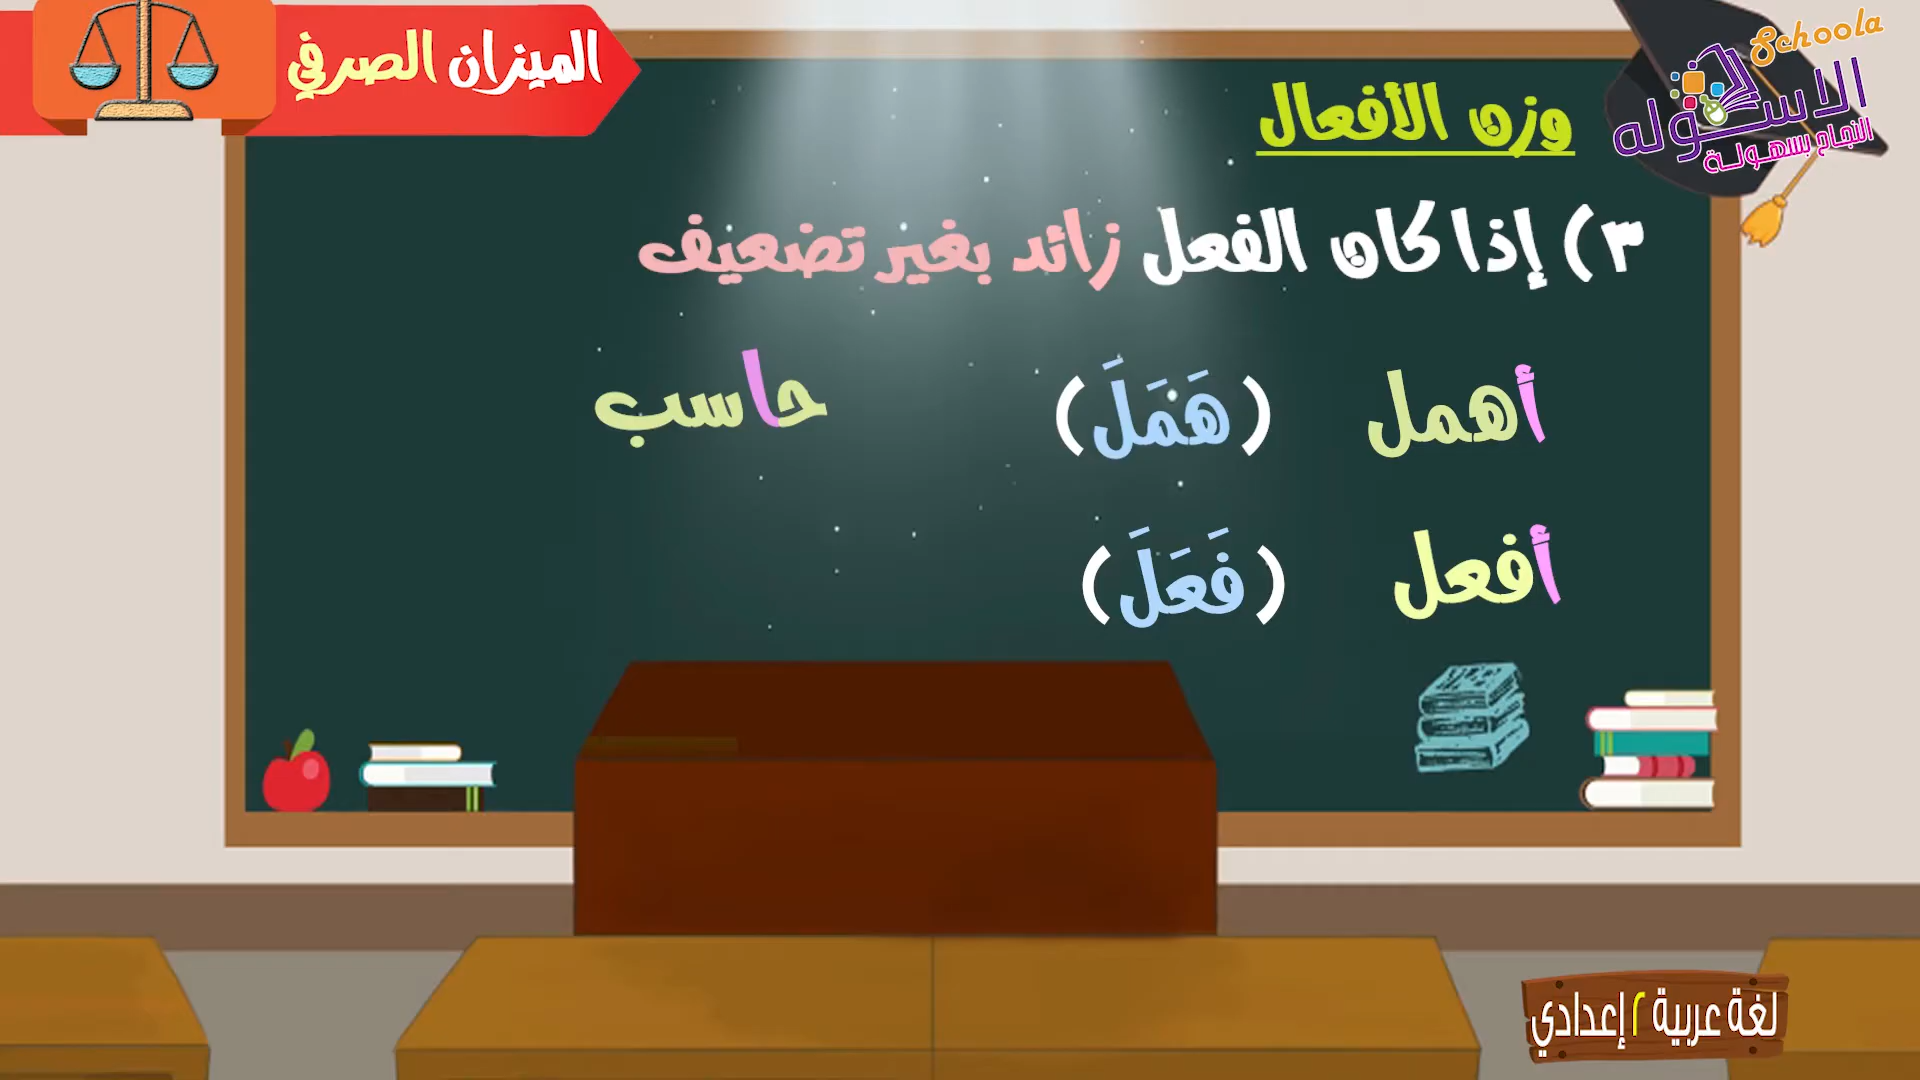 الميزان الصرفي
Schoola
الاسكوله
النجاح بسهولة
وزن الأفعال
٣) إذا كان الفعل زائد بغير تضعيف
أهمل (هَمَلَ) حاسب
أفعل (فَعَلَ)
لغة عربية ٢ إعدادي